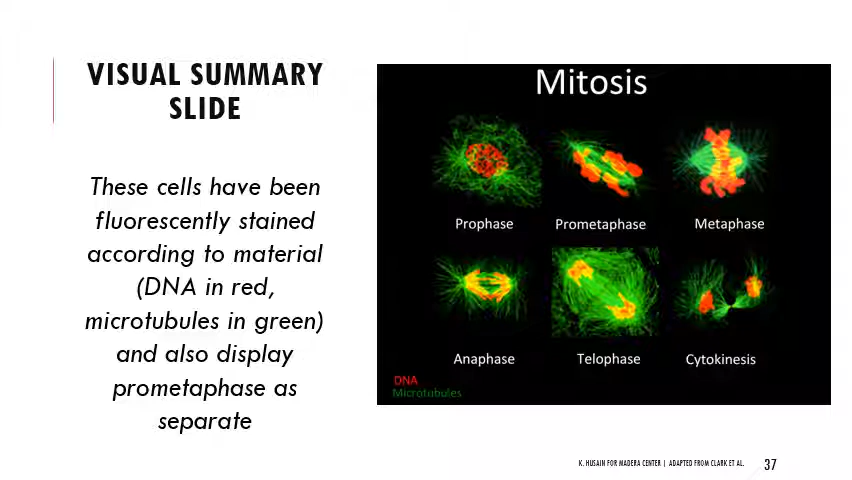 VISUAL SUMMARY
SLIDE
These cells have been
fluorescently stained
according to material
(DNA in red,
microtubules in green)
and also display
prometaphase as
separate
Mitosis
Prophase
Prometaphase
Metaphase
Anaphase
Telophase
Cytokinesis
DNA
Microtubules
K. HUSAIN FOR MADERA CENTER | ADAPTED FROM CLARK ET AL.
37